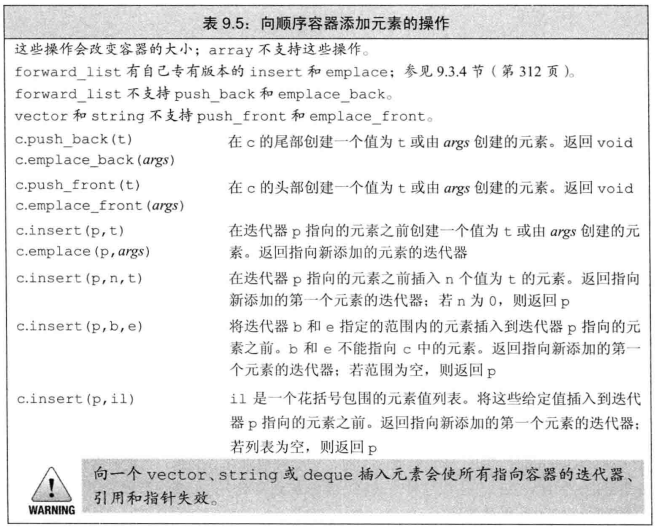 表 9.5：向顺序容器添加元素的操作
这些操作会改变容器的大小；array 不支持这些操作。
forward_list 有自己专有版本的 insert 和 emplace；参见 9.3.4 节（第 312 页）。
forward_list 不支持 push_back 和 emplace_back。
vector 和 string 不支持 push_front 和 emplace_front。
c.push_back(t) 在 c 的尾部创建一个值为 t 或由 args 创建的元素。返回 void
c.emplace_back(args)
c.push_front(t) 在 c 的头部创建一个值为 t 或由 args 创建的元素。返回 void
c.emplace_front(args)
c.insert(p,t) 在迭代器 p 指向的元素之前创建一个值为 t 或由 args 创建的元
c.emplace(p,args) 素。返回指向新添加的元素的迭代器
c.insert(p,n,t) 在迭代器 p 指向的元素之前插入 n 个值为 t 的元素。返回指向
新添加的第一个元素的迭代器；若 n 为 0，则返回 p
c.insert(p,b,e) 将迭代器 b 和 e 指定的范围内的元素插入到迭代器 p 指向的元
素之前。b 和 e 不能指向 c 中的元素。返回指向新添加的第一
个元素的迭代器；若范围为空，则返回 p
c.insert(p,il) il 是一个花括号包围的元素值列表。将这些给定值插入到迭代
器 p 指向的元素之前。返回指向新添加的第一个元素的迭代器；
若列表为空，则返回 p
向一个 vector、string 或 deque 插入元素会使所有指向容器的迭代器、
引用和指针失效。
WARNING